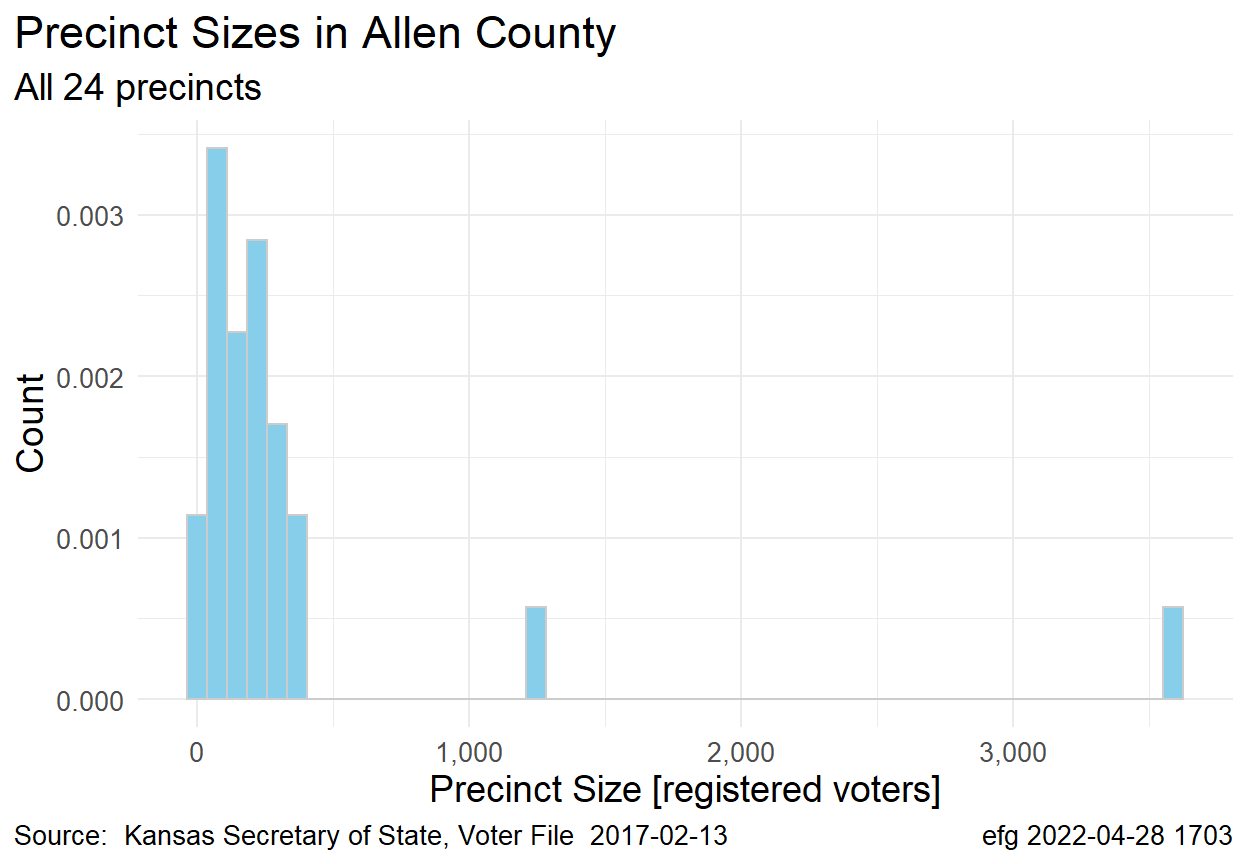 Precinct Sizes in Allen County
All 24 precincts
Count
0.003
0.002
0.001
0.000
0 1,000 2,000 3,000
Precinct Size [registered voters]
Source:  Kansas Secretary of State, Voter File  2017-02-13
efg 2022-04-28 1703